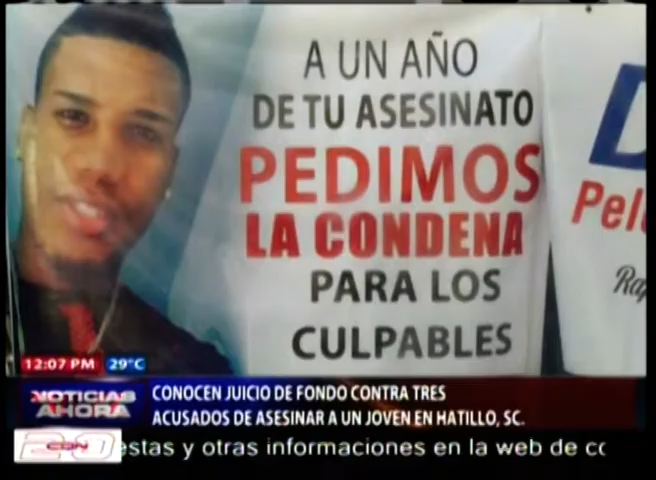 A UN AÑO
DE TU ASESINATO
PEDIMOS
LA CONDENA
PARA LOS
CULPABLES
12:07 PM 29°C
NOTICIAS
AHORA
CONOCEN JUICIO DE FONDO CONTRA TRES
ACUSADOS DE ASESINAR A UN JOVEN EN HATILLO, SC.
estas y otras informaciones en la web de